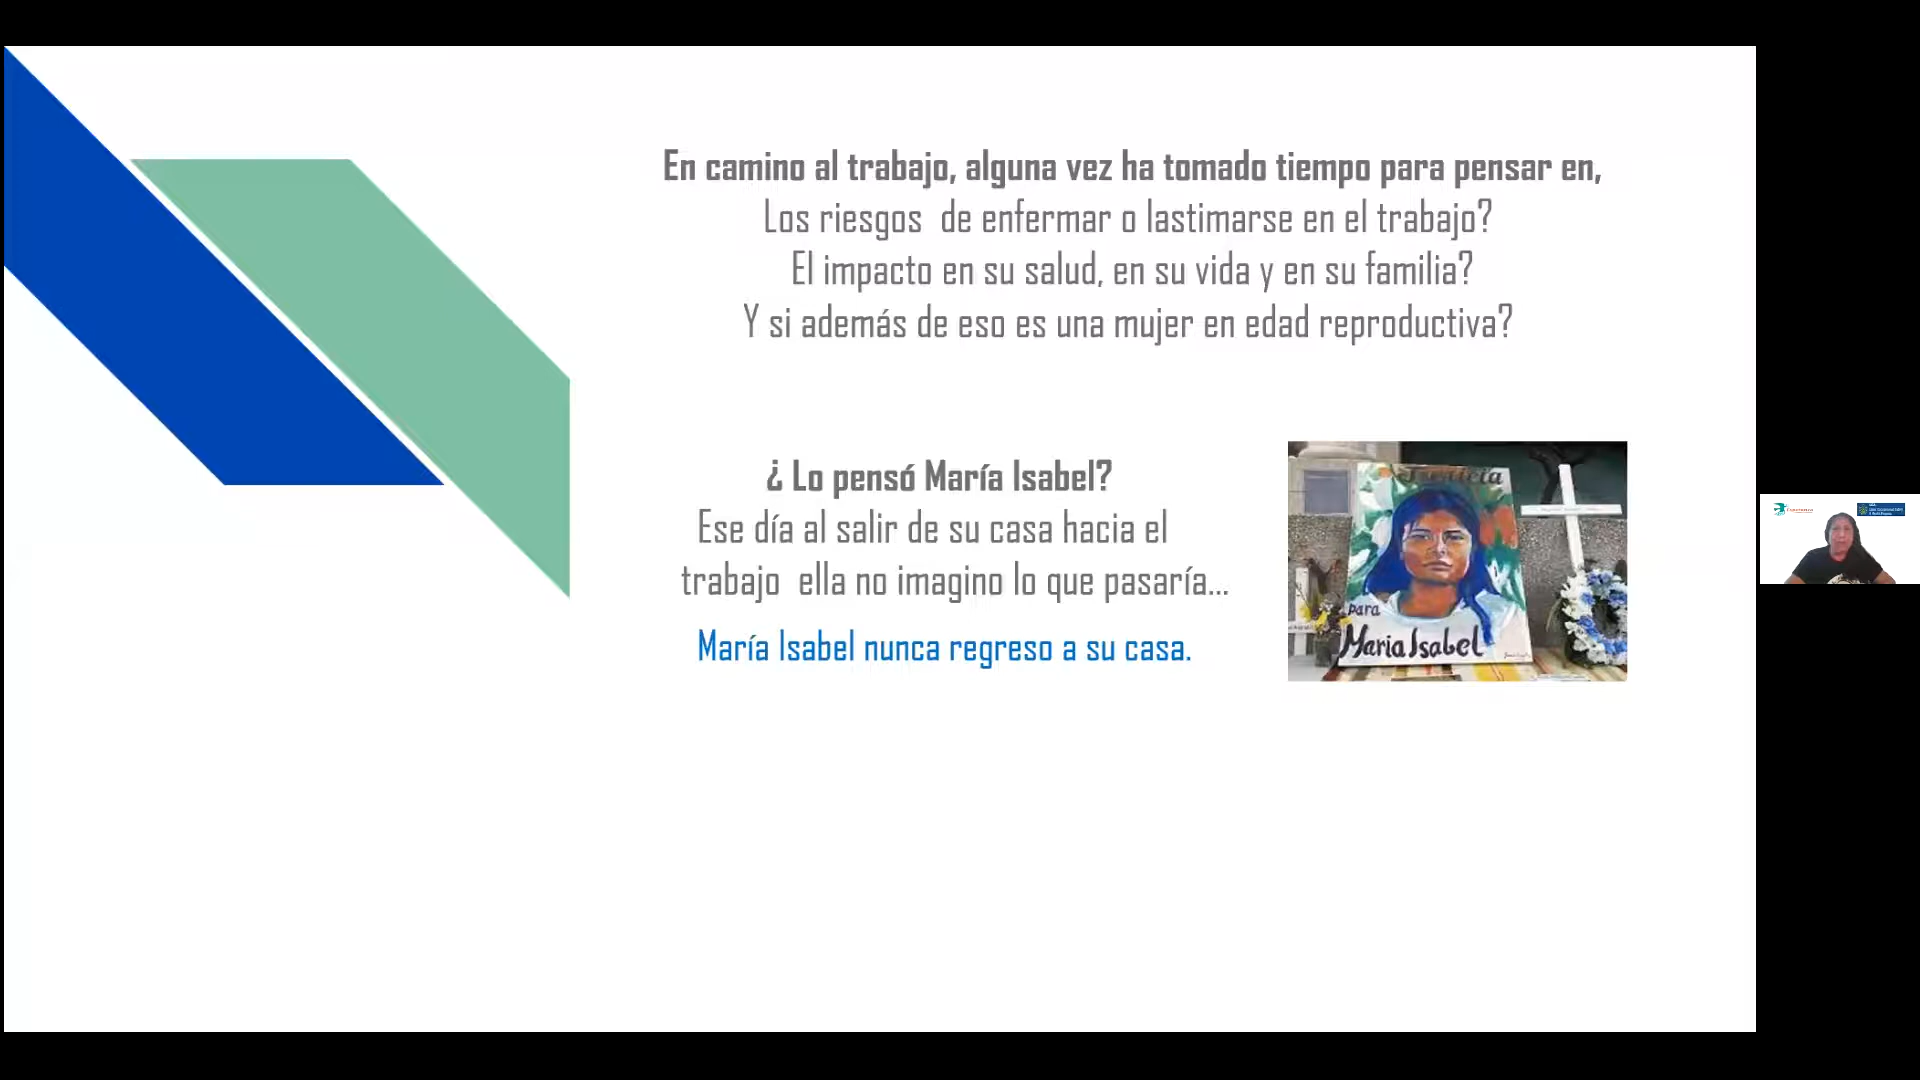 En camino al trabajo, alguna vez ha tomado tiempo para pensar en,
Los riesgos de enfermar o lastimarse en el trabajo?
El impacto en su salud, en su vida y en su familia?
Y si además de eso es una mujer en edad reproductiva?
¿ Lo pensó María Isabel?
Ese día al salir de su casa hacia el
trabajo ella no imagino lo que pasaría...
María Isabel nunca regreso a su casa.
Justicia
para
Maria Isabel